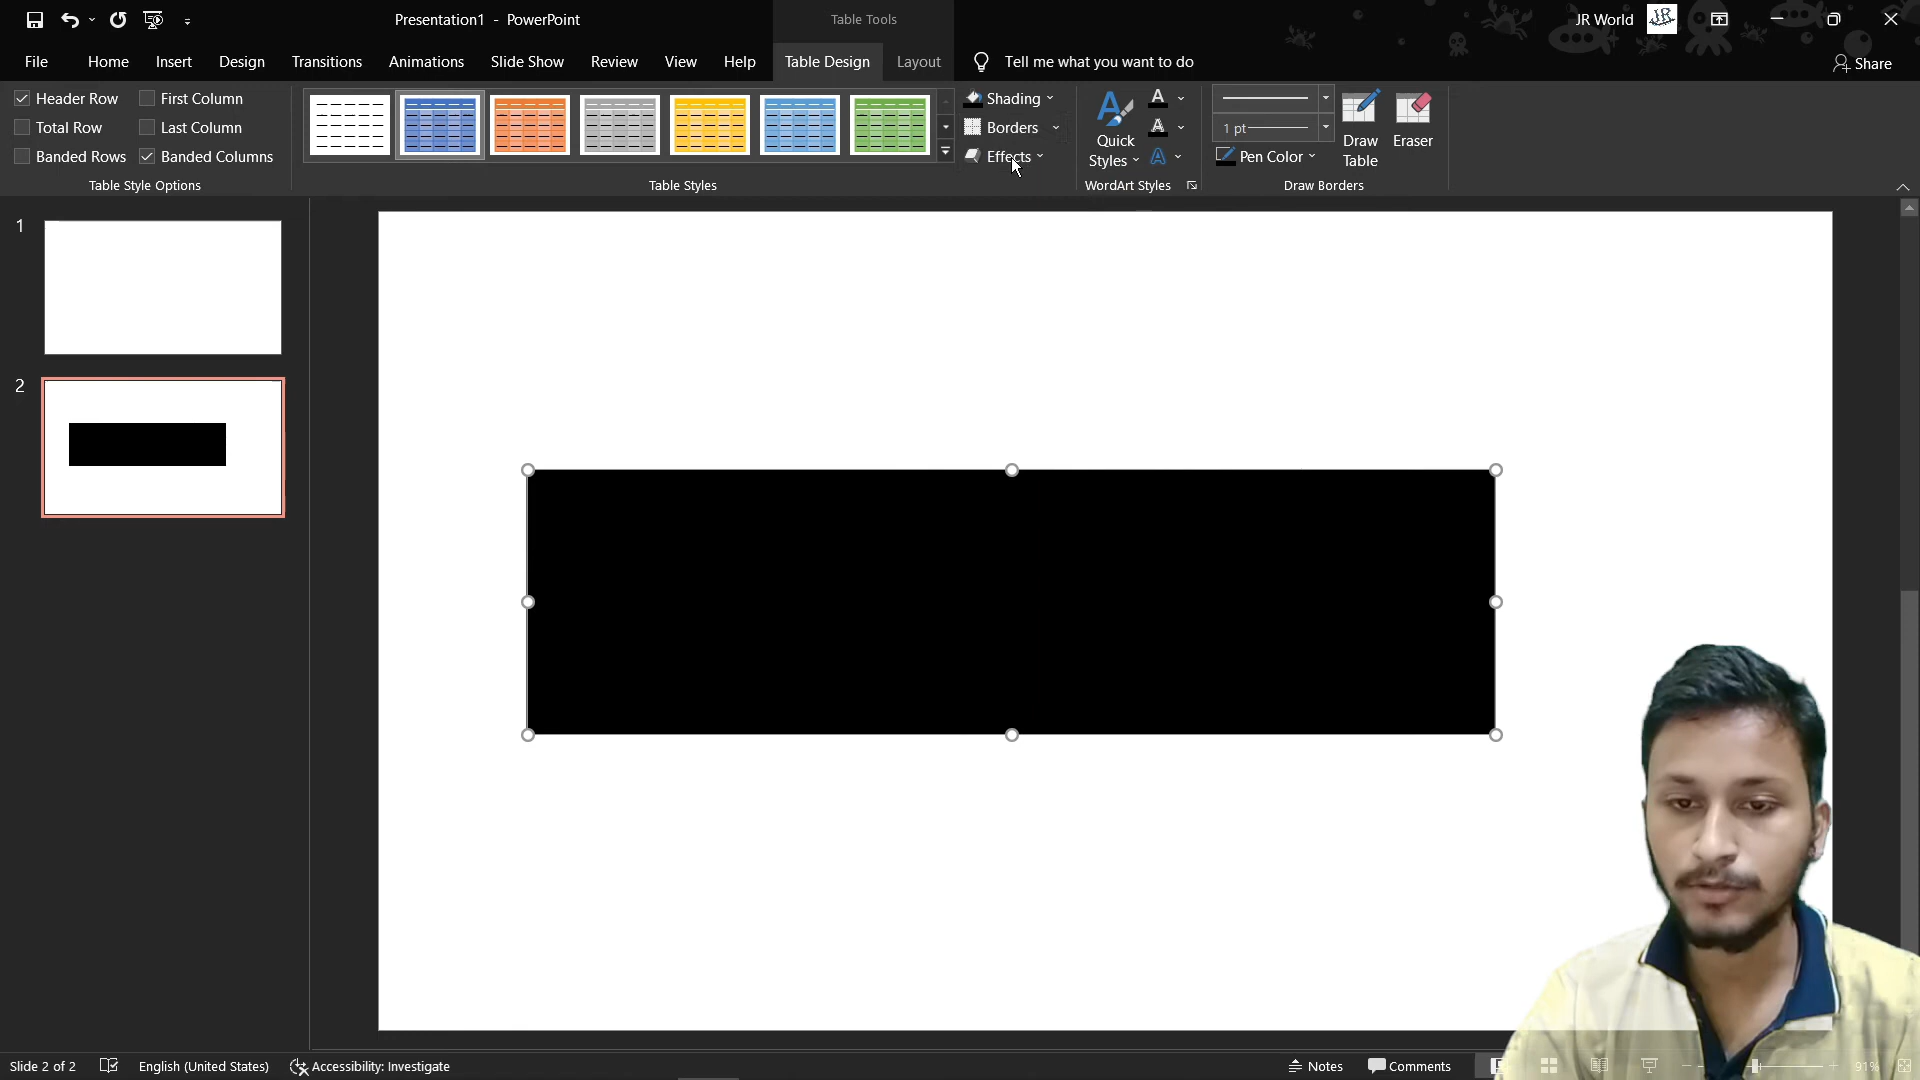 Presentation1 - PowerPoint
Table Tools
JR World
JR
File
Home
Insert
Design
Transitions
Animations
Slide Show
Review
View
Help
Table Design
Layout
Tell me what you want to do
Share
Header Row
First Column
Total Row
Last Column
Banded Rows
Banded Columns
Table Style Options
Table Styles
Shading
Borders
Effects
Quick
Styles
A
A
A
WordArt Styles
1 pt
Pen Color
Draw
Table
Eraser
Draw Borders
1
2
Slide 2 of 2
English (United States)
Accessibility: Investigate
Notes
Comments
91%